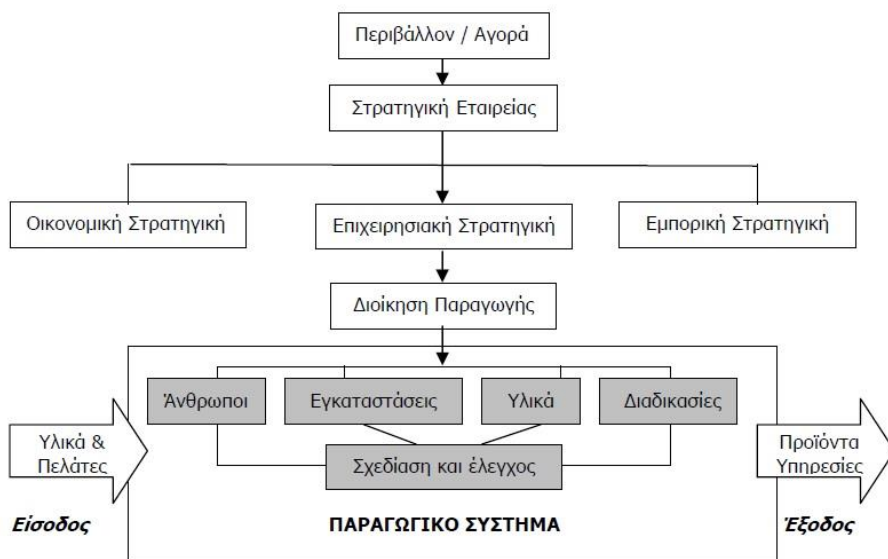 Περιβάλλον / Αγορά
Στρατηγική Εταιρείας
Οικονομική Στρατηγική
Επιχειρησιακή Στρατηγική
Εμπορική Στρατηγική
Διοίκηση Παραγωγής
Άνθρωποι
Εγκαταστάσεις
Υλικά
Διαδικασίες
Υλικά &
Πελάτες
Σχεδίαση και έλεγχος
Προϊόντα
Υπηρεσίες
Είσοδος
ΠΑΡΑΓΩΓΙΚΟ ΣΥΣΤΗΜΑ
Έξοδος